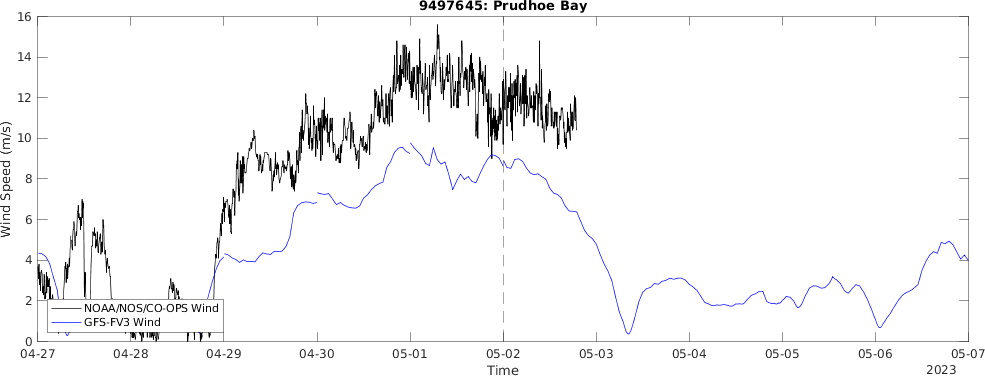 9497645: Prudhoe Bay
16
14
12
10
8
6
4
2
0
Wind Speed (m/s)
NOAA/NOS/CO-OPS Wind
GFS-FV3 Wind
04-27 04-28 04-29 04-30 05-01 05-02 05-03 05-04 05-05 05-06 05-07
Time
2023